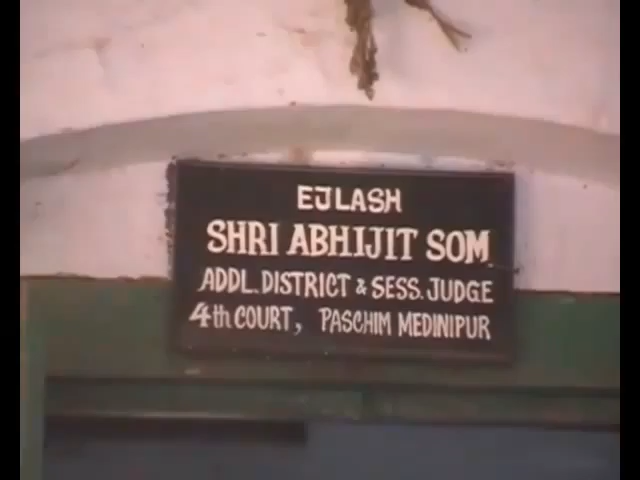 EJLASH
SHRI ABHIJIT SOM
ADDL. DISTRICT & SESS. JUDGE
4th COURT, PASCHIM MEDINIPUR